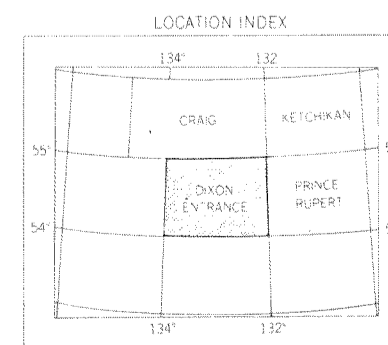 LOCATION INDEX
134° 132
CRAIG
KETCHIKAN
55°
DIXON
ENTRANCE
PRINCE
RUPERT
54°
134° 132°